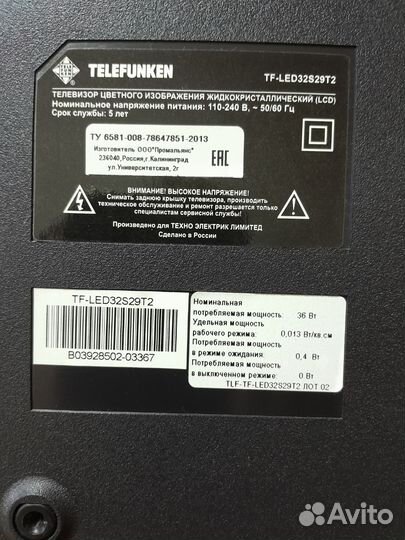 TELEFUNKEN
TF-LED32S29T2
ТЕЛЕВИЗОР ЦВЕТНОГО ИЗОБРАЖЕНИЯ ЖИДКОКРИСТАЛЛИЧЕСКИЙ (LCD)
Номинальное напряжение питания: 110-240 В, ~ 50/60 Гц
Срок службы: 5 лет
ТУ 6581-008-78647851-2013
Изготовитель ООО"Промальянс"
236040,Россия,г.Калининград
ул.Университетская, 2г
EAC
ВНИМАНИЕ! ВЫСОКОЕ НАПРЯЖЕНИЕ!
Снимать заднюю крышку телевизора, производить
техническое обслуживание и ремонт разрешается только
специалистам сервисной службы!
Произведено для ТЕХНО ЭЛЕКТРИК ЛИМИТЕД
Сделано в России
TF-LED32S29T2
B03928502-03367
Номинальная
потребляемая мощность: 36 Вт
Удельная мощность
рабочего режима: 0,013 Вт/кв.см
Потребляемая мощность
в режиме ожидания: 0,4 Вт
Потребляемая мощность
в выключенном режиме: 0 Вт
TLF-TF-LED32S29T2 ЛОТ 02
Avito